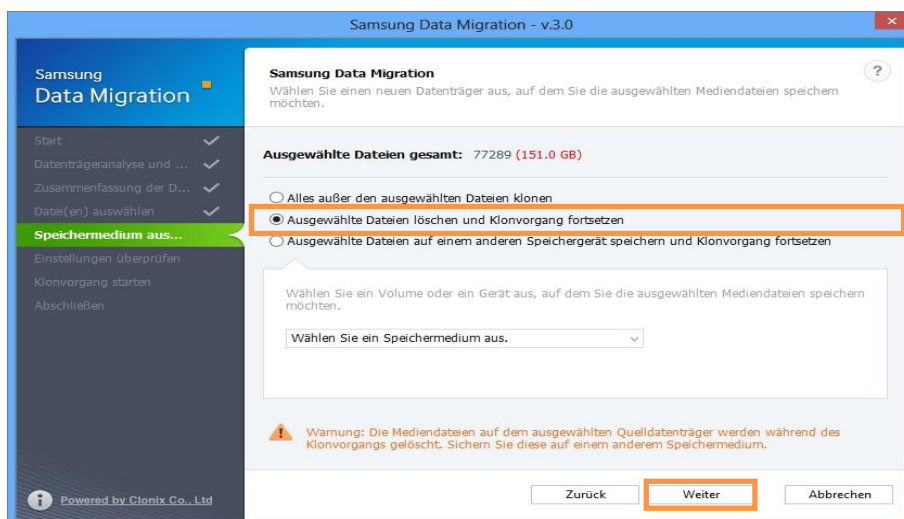 Samsung Data Migration - v.3.0
×
Samsung
Data Migration
Start
Datenträgeranalyse und ...
Zusammenfassung der D...
Datei(en) auswählen
Speichermedium aus...
Einstellungen überprüfen
Klonvorgang starten
Abschließen
Powered by Clonix Co., Ltd
Samsung Data Migration
?
Wählen Sie einen neuen Datenträger aus, auf dem Sie die ausgewählten Mediendateien speichern
möchten.
Ausgewählte Dateien gesamt: 77289 (151.0 GB)
Alles außer den ausgewählten Dateien klonen
Ausgewählte Dateien löschen und Klonvorgang fortsetzen
Ausgewählte Dateien auf einem anderen Speichergerät speichern und Klonvorgang fortsetzen
Wählen Sie ein Volume oder ein Gerät aus, auf dem Sie die ausgewählten Mediendateien speichern
möchten.
Wählen Sie ein Speichermedium aus.
Warnung: Die Mediendateien auf dem ausgewählten Quelldatenträger werden während des
Klonvorgangs gelöscht. Sichern Sie diese auf einem anderem Speichermedium.
Zurück
Weiter
Abbrechen